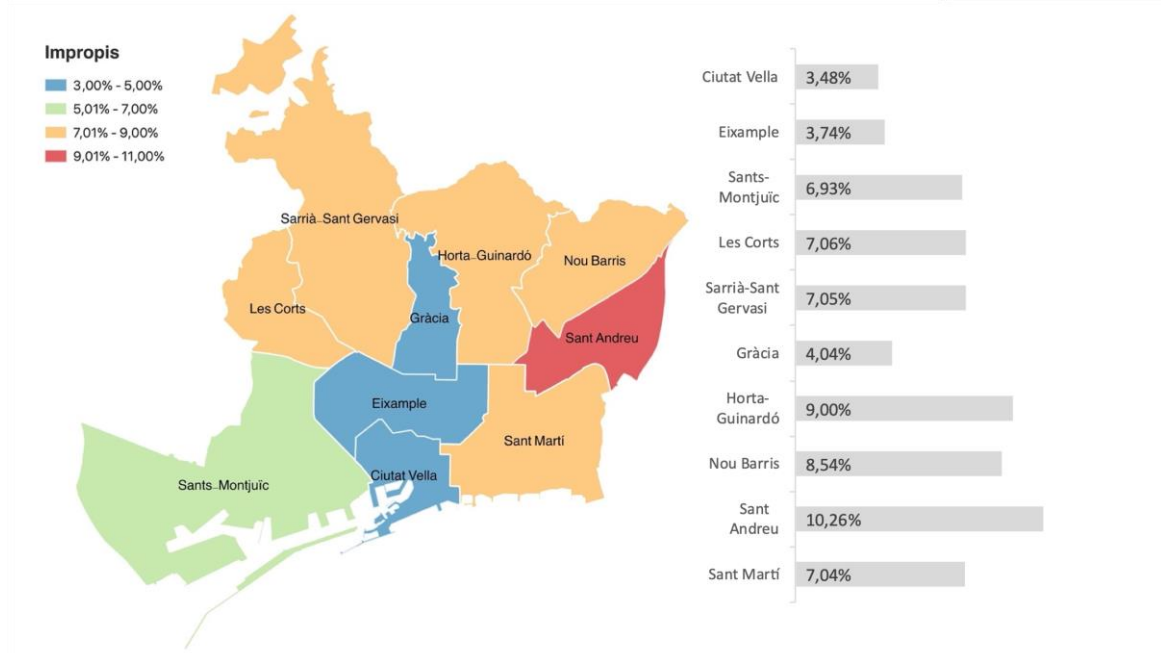 Impropis
3,00% - 5,00%
5,01% - 7,00%
7,01% - 9,00%
9,01% - 11,00%
Sarrià-Sant Gervasi
Horta-Guinardó
Nou Barris
Les Corts
Gràcia
Sant Andreu
Eixample
Sant Martí
Ciutat Vella
Sants-Montjuïc
Ciutat Vella
3,48%
Eixample
3,74%
Sants-
Montjuïc
6,93%
Les Corts
7,06%
Sarrià-Sant
Gervasi
7,05%
Gràcia
4,04%
Horta-
Guinardó
9,00%
Nou Barris
8,54%
Sant
Andreu
10,26%
Sant Martí
7,04%